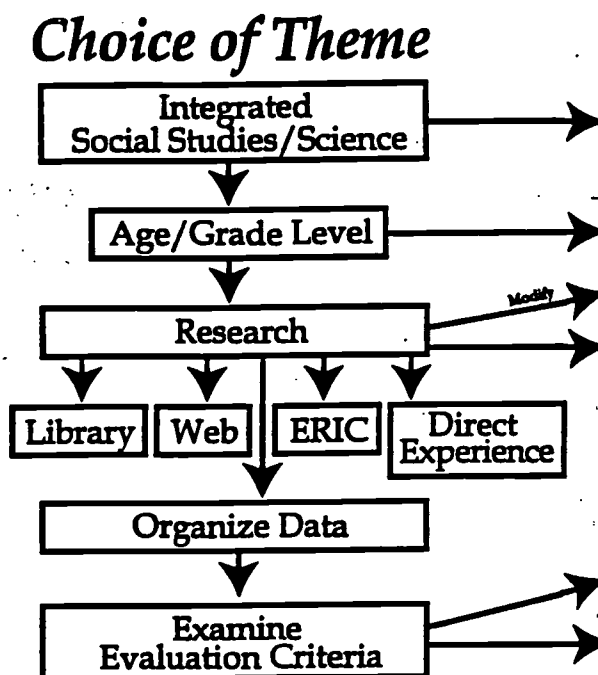 Choice of Theme
Integrated
Social Studies/Science
Age/Grade Level
Modify
Research
Library
Web
ERIC
Direct
Experience
Organize Data
Examine
Evaluation Criteria